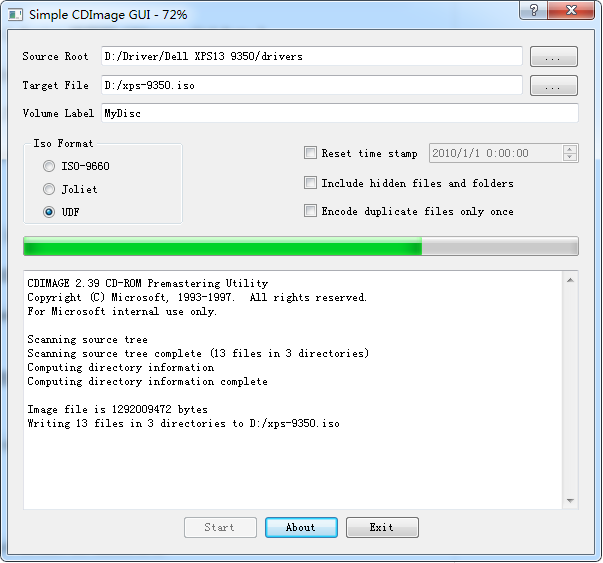 Simple CDImage GUI - 72%
Source Root D:/Driver/Dell XPS13 9350/drivers ...
Target File D:/xps-9350.iso ...
Volume Label MyDisc
Iso Format
ISO-9660
Joliet
UDF
Reset time stamp 2010/1/1 0:00:00
Include hidden files and folders
Encode duplicate files only once
CDIMAGE 2.39 CD-ROM Premastering Utility
Copyright (C) Microsoft, 1993-1997.  All rights reserved.
For Microsoft internal use only.
Scanning source tree
Scanning source tree complete (13 files in 3 directories)
Computing directory information
Computing directory information complete
Image file is 1292009472 bytes
Writing 13 files in 3 directories to D:/xps-9350.iso
Start About Exit